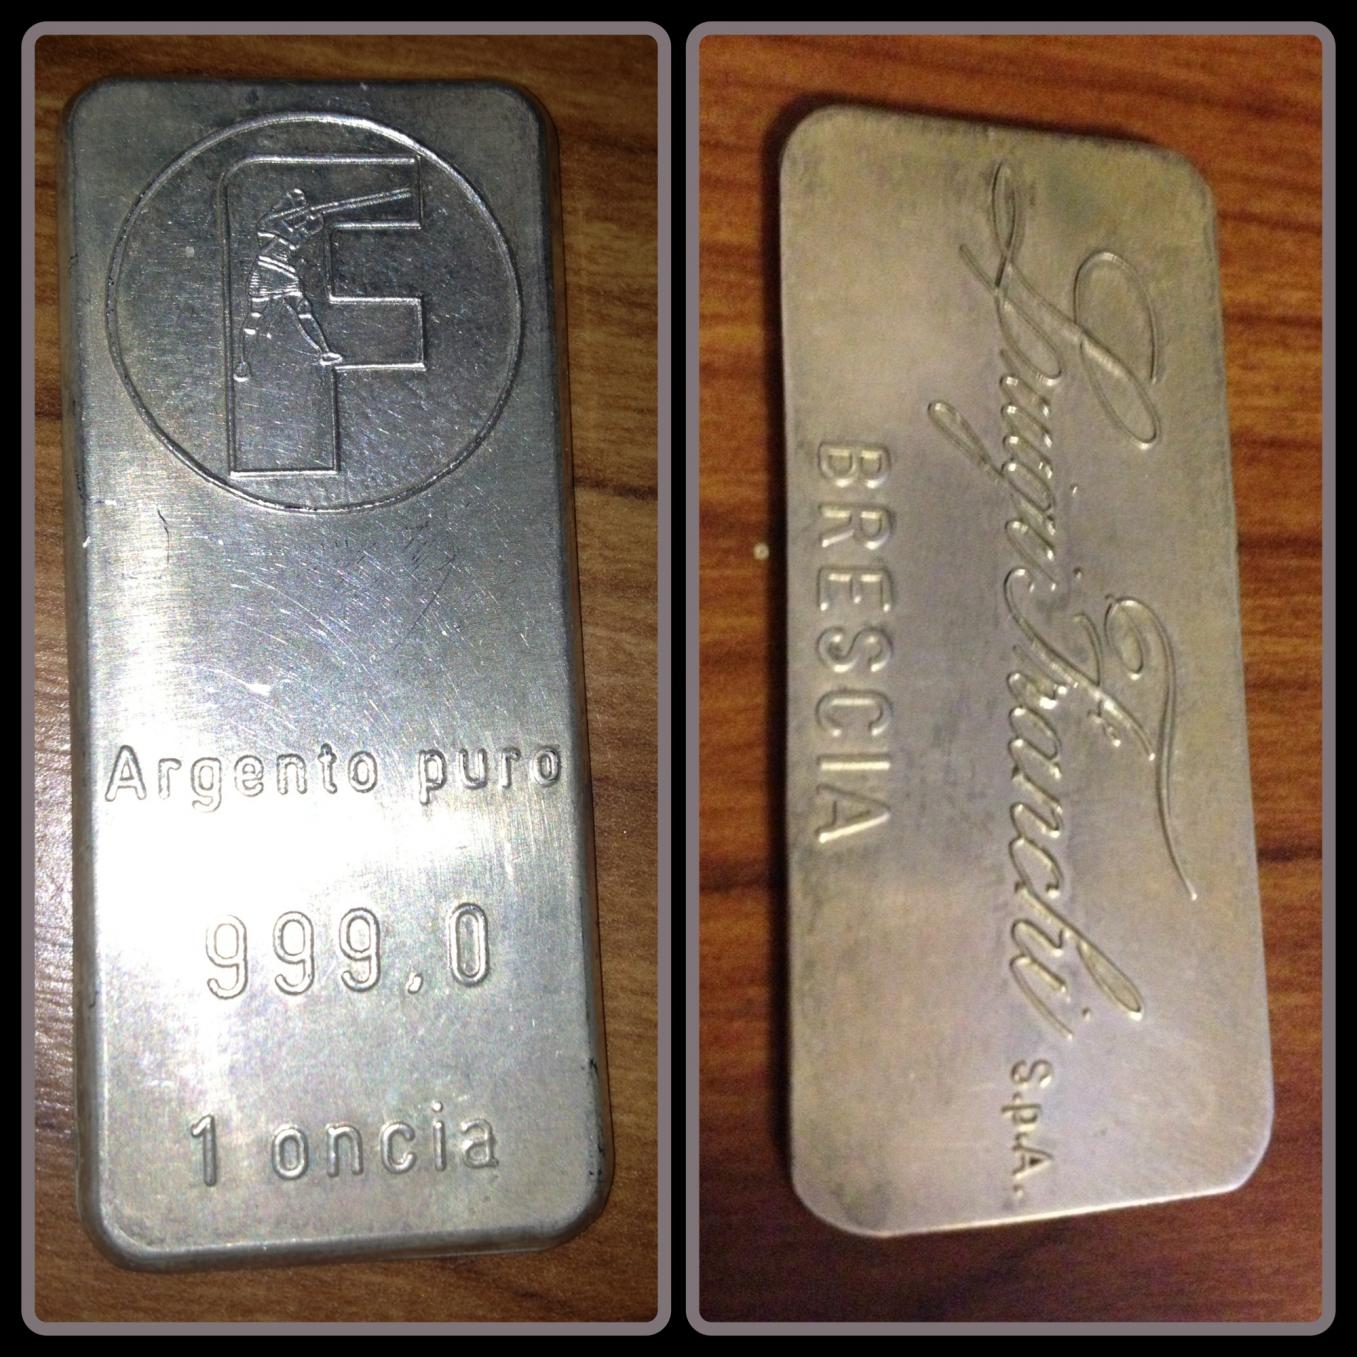 F
Argento puro
999,0
1 oncia
Luigi Franchi S.p.A.
BRESCIA